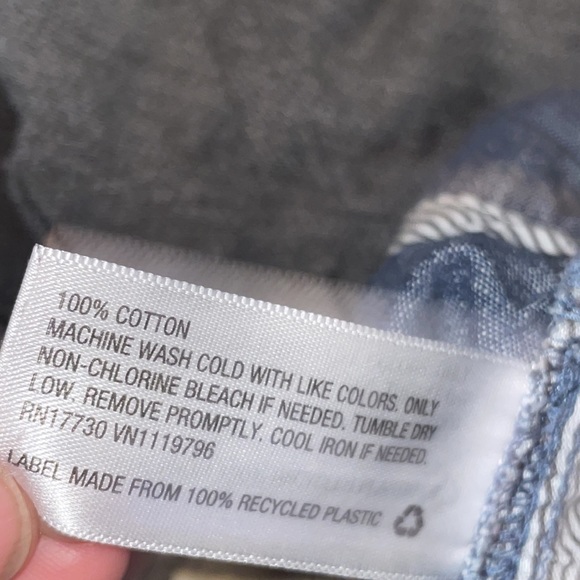 100% COTTON
MACHINE WASH COLD WITH LIKE COLORS. ONLY
NON-CHLORINE BLEACH IF NEEDED. TUMBLE DRY
LOW. REMOVE PROMPTLY. COOL IRON IF NEEDED.
RN17730 VN1119796
LABEL MADE FROM 100% RECYCLED PLASTIC